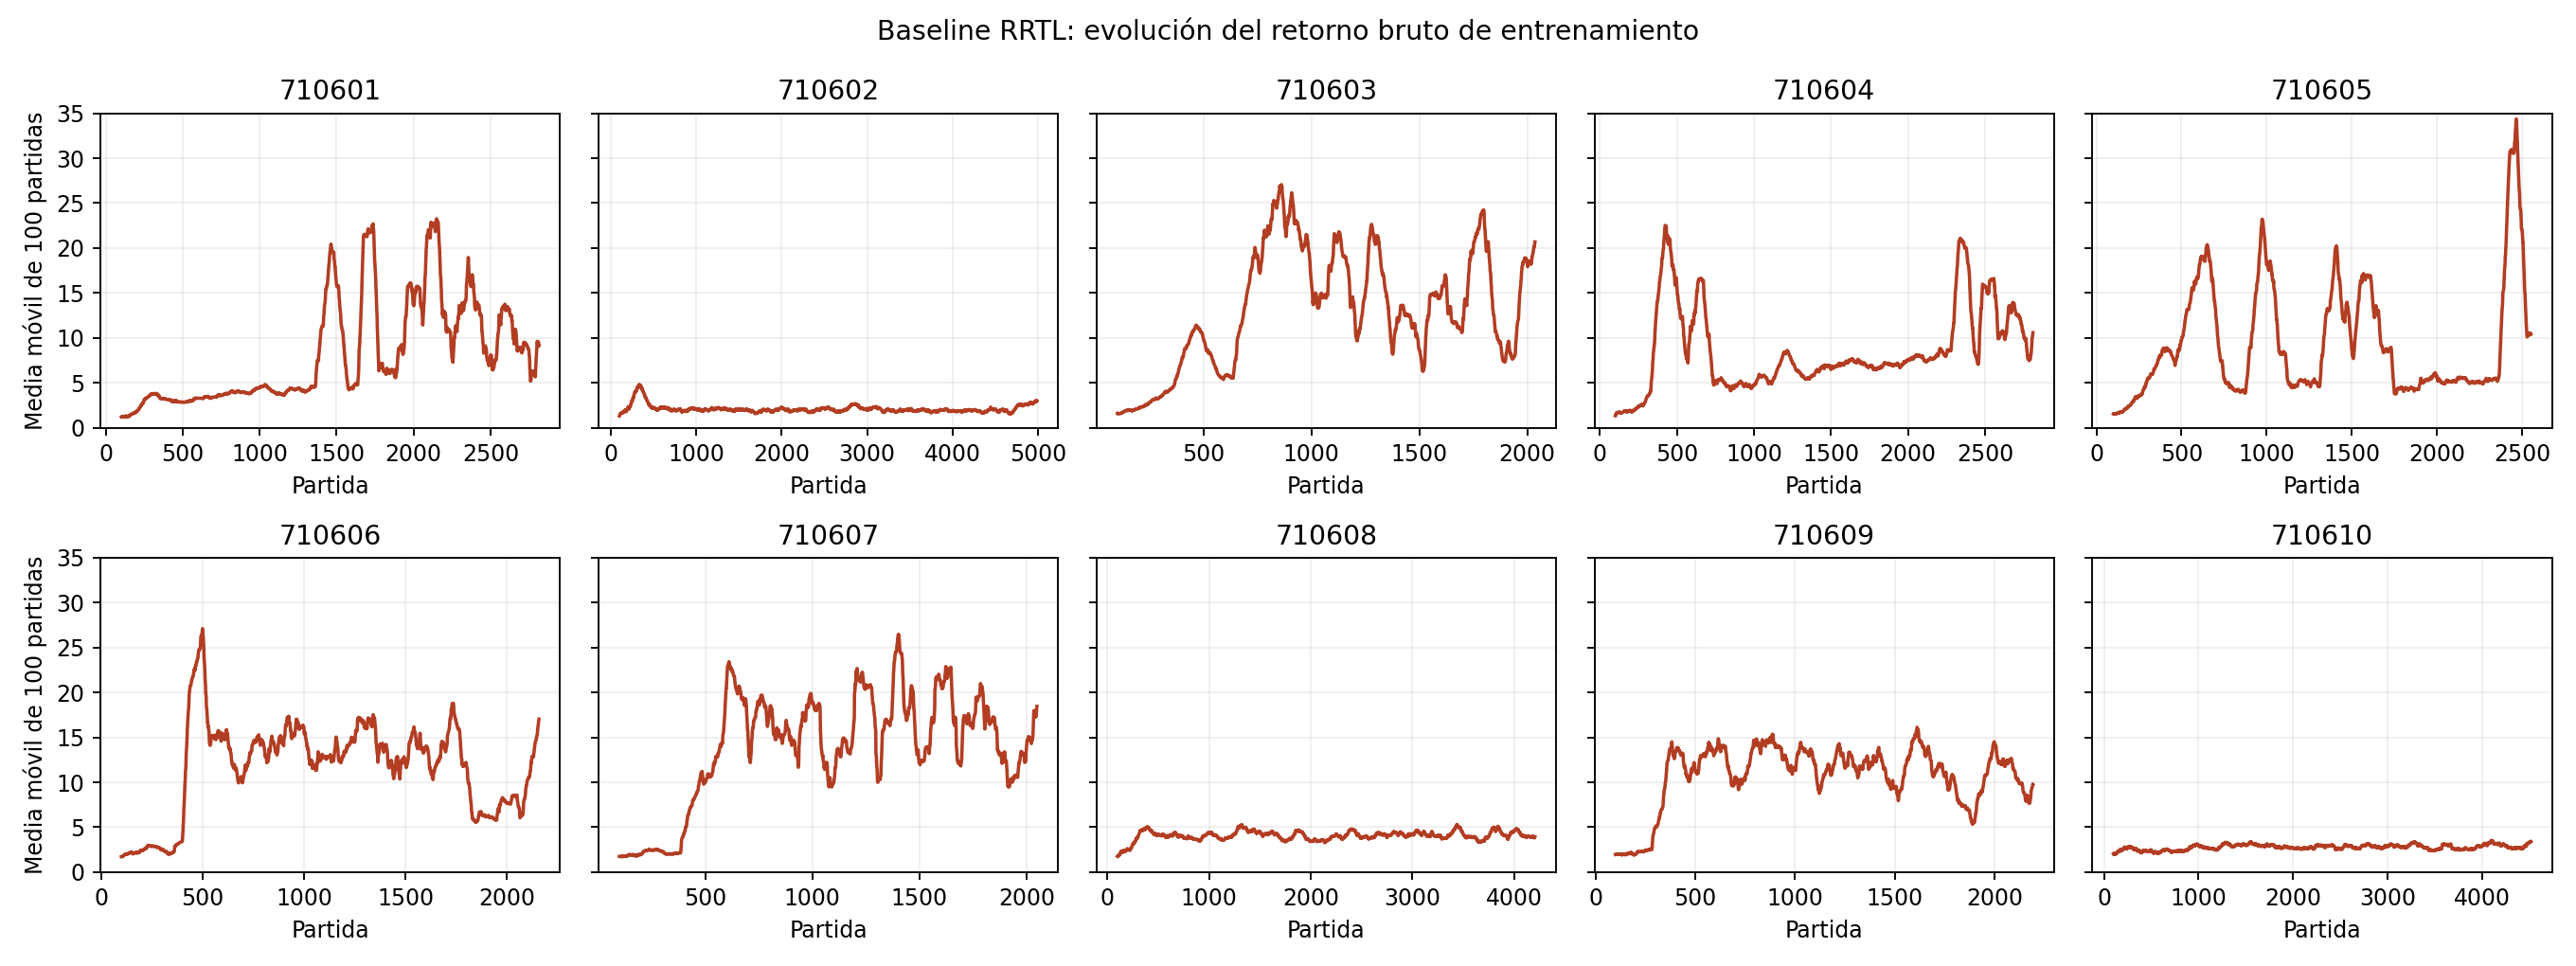 Baseline RRTL: evolución del retorno bruto de entrenamiento
710601 710602 710603 710604 710605
Media móvil de 100 partidas
35
30
25
20
15
10
5
0
0 500 1000 1500 2000 2500
0 1000 2000 3000 4000 5000
500 1000 1500 2000
0 500 1000 1500 2000 2500
0 500 1000 1500 2000 2500
Partida Partida Partida Partida Partida
710606 710607 710608 710609 710610
Media móvil de 100 partidas
35
30
25
20
15
10
5
0
0 500 1000 1500 2000
500 1000 1500 2000
0 1000 2000 3000 4000
0 500 1000 1500 2000
0 1000 2000 3000 4000
Partida Partida Partida Partida Partida